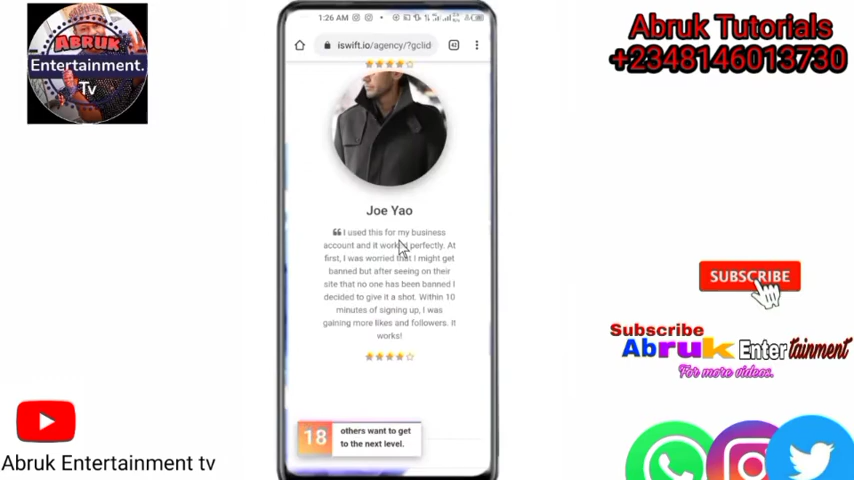 ABRUK
Entertainment.
Tv
1:26 AM
iswift.io/agency/?gclid
42
Abruk Tutorials
+2348146013730
Joe Yao
I used this for my business
account and it worked perfectly. At
first, I was worried that I might get
banned but after seeing on their
site that no one has been banned I
decided to give it a shot. Within 10
minutes of signing up, I was
gaining more likes and followers. It
works!
18
others want to get
to the next level.
SUBSCRIBE
Subscribe
Abruk Entertainment
For more videos.
Abruk Entertainment tv